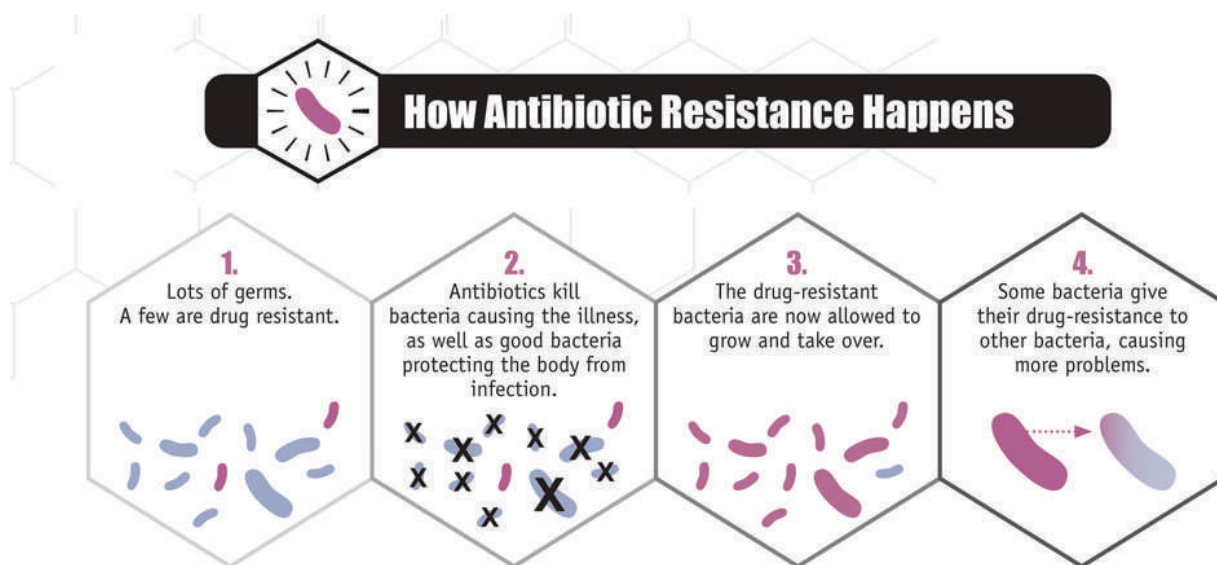 How Antibiotic Resistance Happens
1.
Lots of germs.
A few are drug resistant.
2.
Antibiotics kill
bacteria causing the illness,
as well as good bacteria
protecting the body from
infection.
X X X X X X X X X X
3.
The drug-resistant
bacteria are now allowed to
grow and take over.
4.
Some bacteria give
their drug-resistance to
other bacteria, causing
more problems.